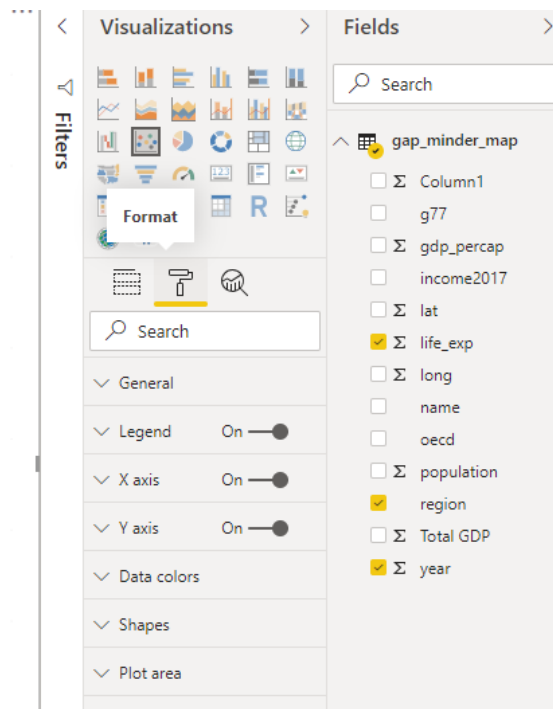 Visualizations
Fields
Filters
Search
gap_minder_map
Column1
g77
gdp_percap
income2017
lat
life_exp
long
name
oecd
population
region
Total GDP
year
123
R
Format
Search
General
Legend On
X axis On
Y axis On
Data colors
Shapes
Plot area